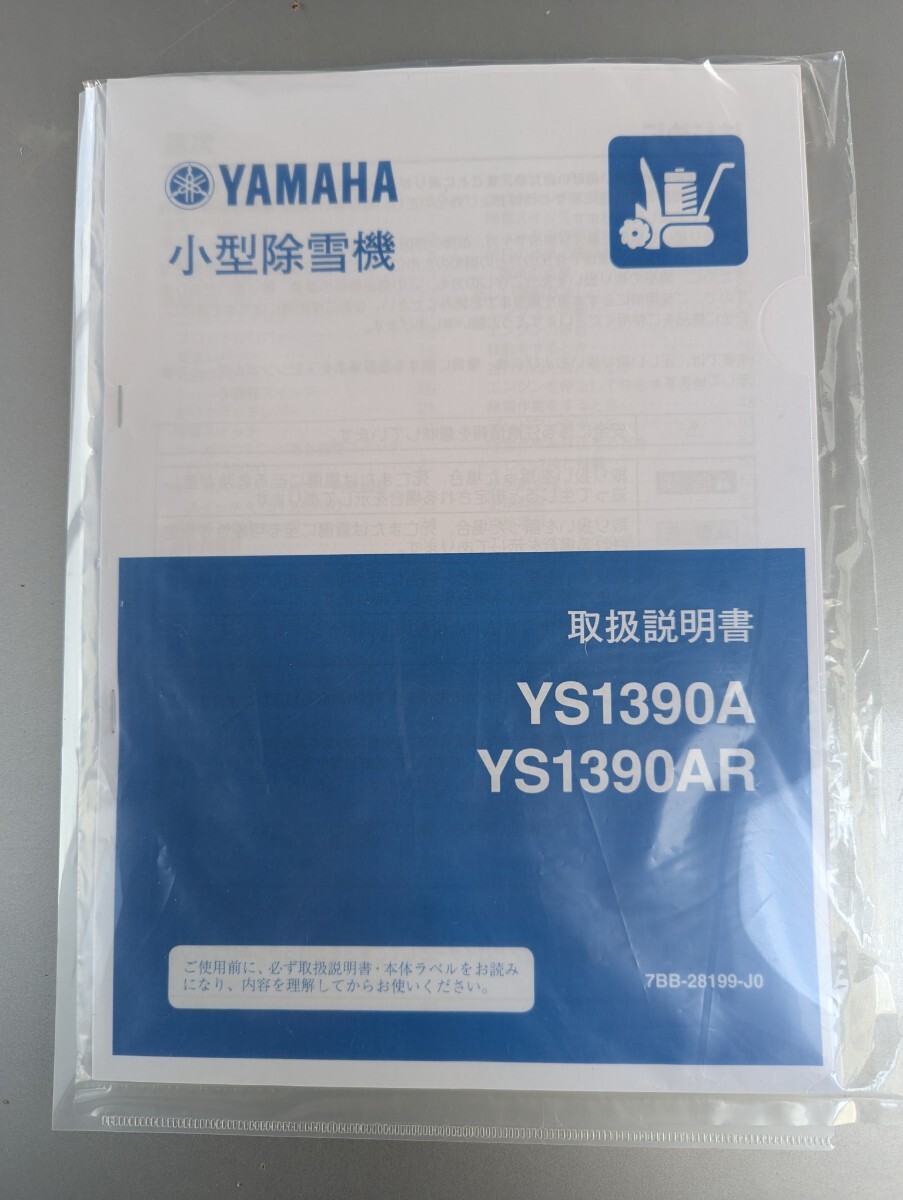 YAMAHA
小型除雪機
取扱説明書
YS1390A
YS1390AR
ご使用前に、必ず取扱説明書・本体ラベルをお読み
になり、内容を理解してからお使いください。
7BB-28199-J0